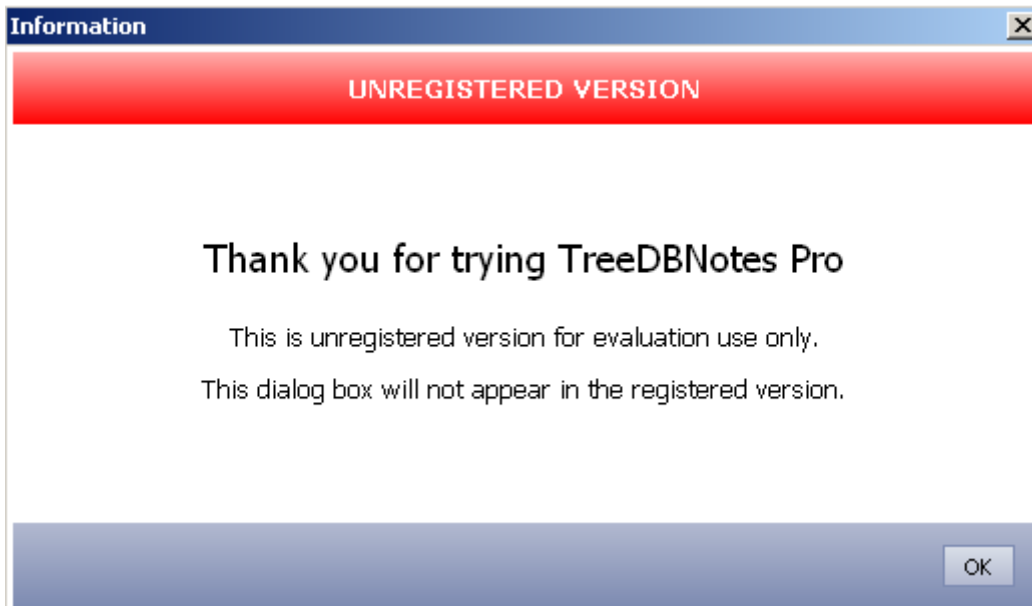 Information
UNREGISTERED VERSION
Thank you for trying TreeDBNotes Pro
This is unregistered version for evaluation use only.
This dialog box will not appear in the registered version.
OK